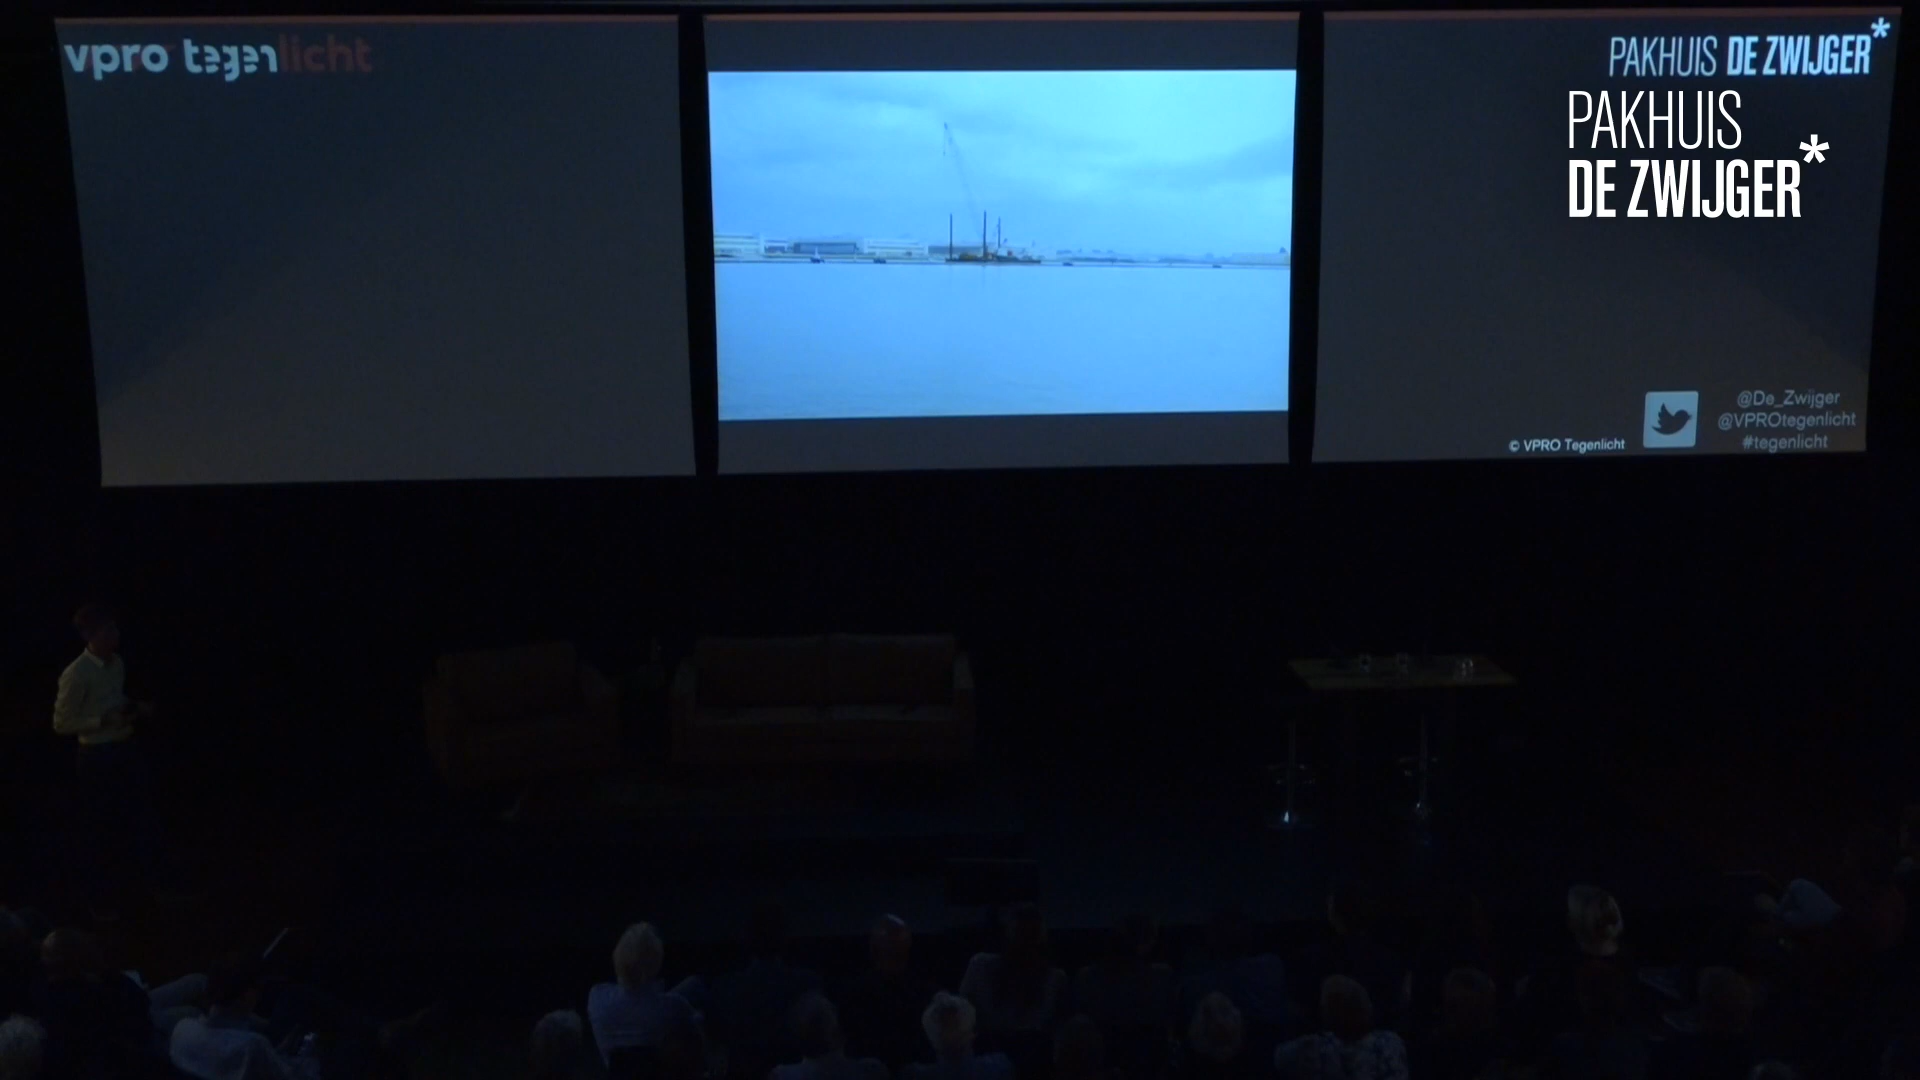 vpro tegenlicht
PAKHUIS DE ZWIJGER*
PAKHUIS
DE ZWIJGER*
@De_Zwijger
@VPROtegenlicht
#tegenlicht
© VPRO Tegenlicht